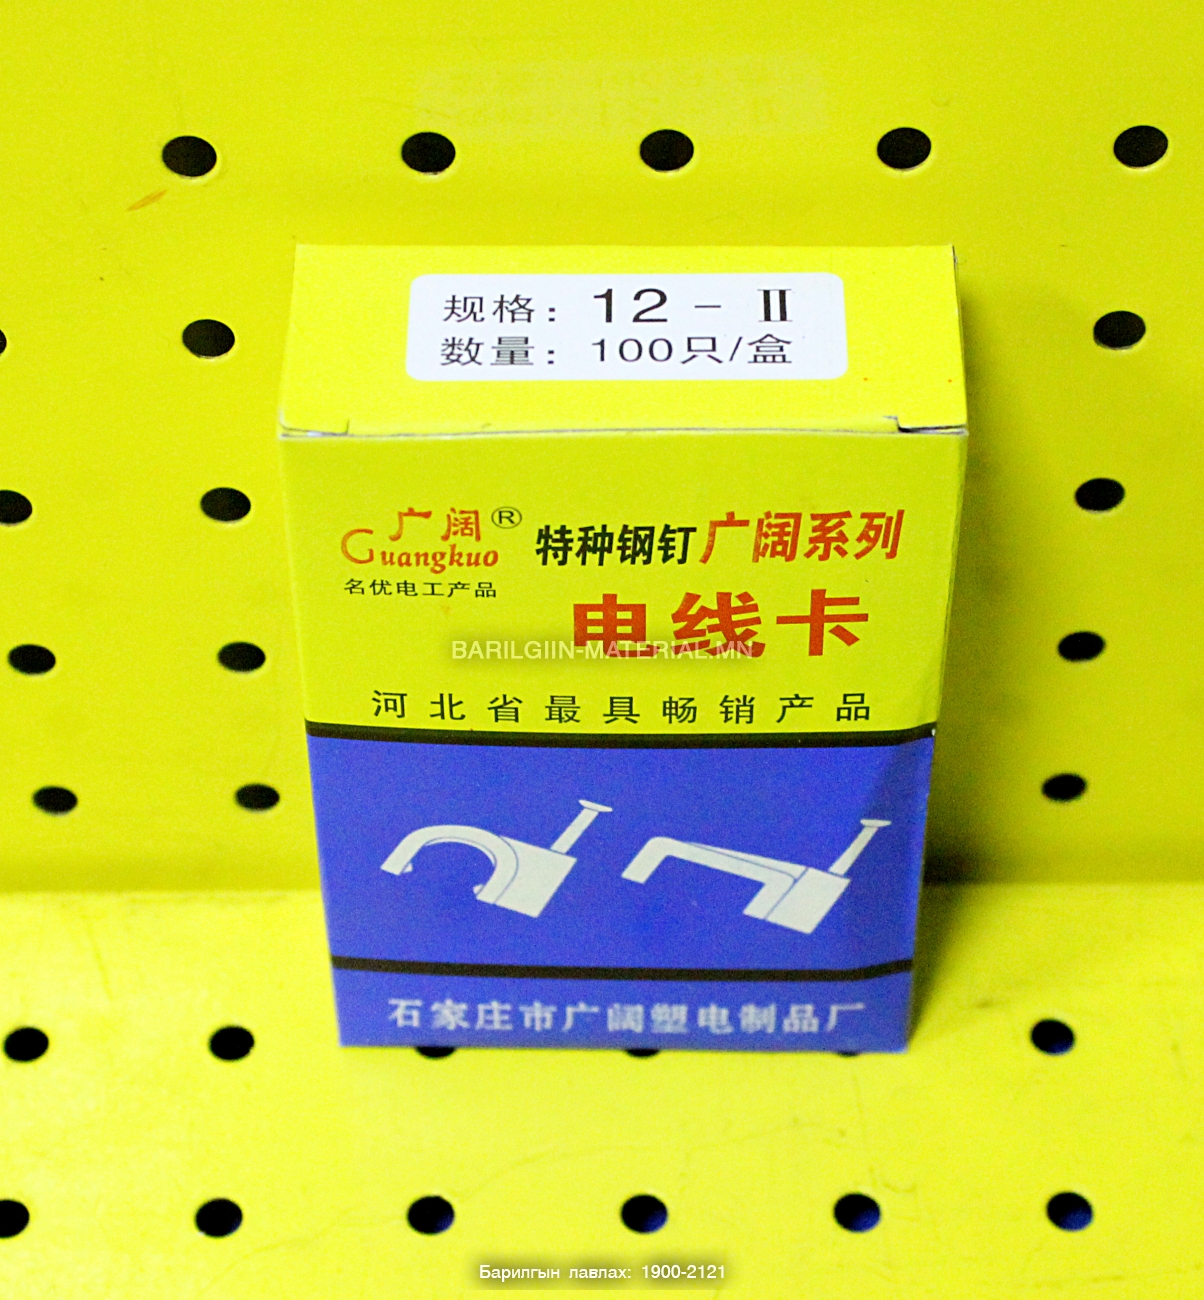 规格: 12 - Ⅱ
数量: 100只/盒
广阔®
Guangkuo
名优电工产品
特种钢钉广阔系列
电线卡
BARILGIIN-MATERIAL.MN
河北省最具畅销产品
石家庄市广阔塑电制品厂
Барилгын лавлах: 1900-2121